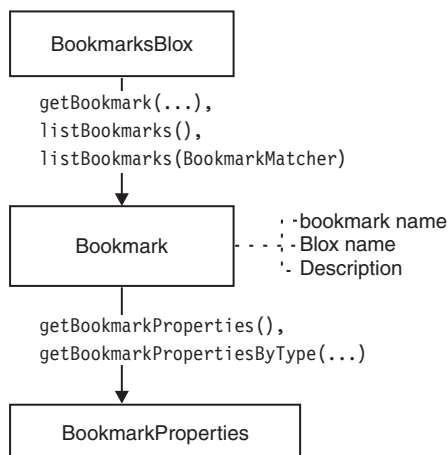 BookmarksBlox
getBookmark(...),
listBookmarks(),
listBookmarks(BookmarkMatcher)
Bookmark
bookmark name
Blox name
Description
getBookmarkProperties(),
getBookmarkPropertiesByType(...)
BookmarkProperties